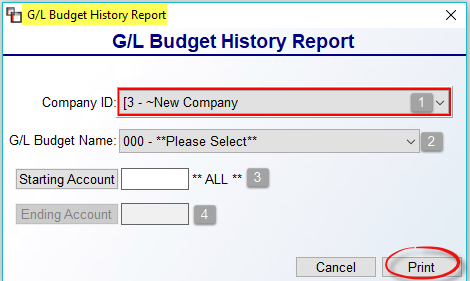 G/L Budget History Report
G/L Budget History Report
Company ID: [3 - ~New Company 1
G/L Budget Name: 000 - **Please Select** 2
Starting Account ** ALL ** 3
Ending Account 4
Cancel Print